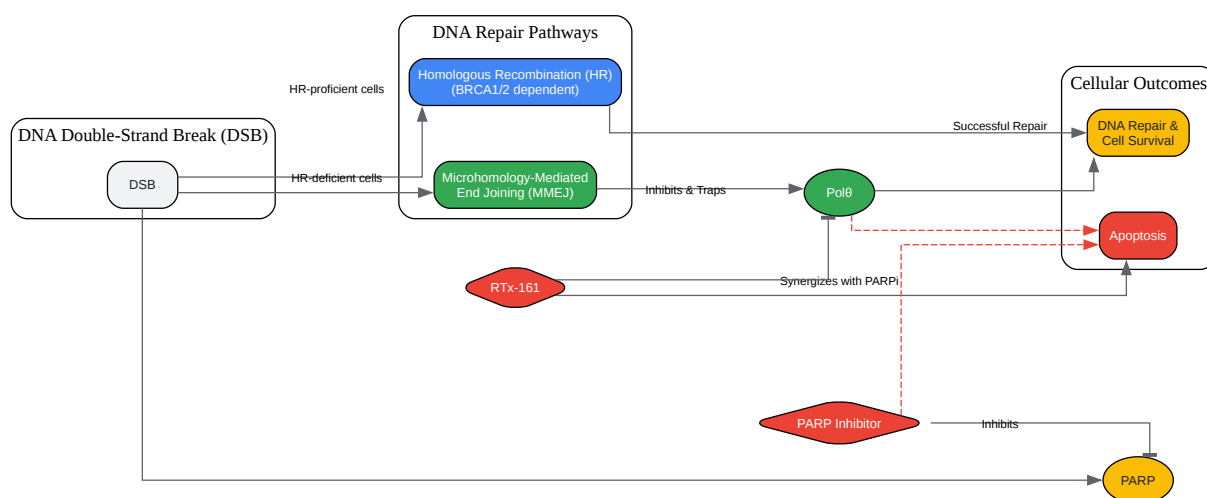 DNA Repair Pathways
Homologous Recombination (HR)
(BRCA1/2 dependent)
HR-proficient cells
Cellular Outcomes
DNA Double-Strand Break (DSB)
Successful Repair
DNA Repair &
Cell Survival
DSB
HR-deficient cells
Microhomology-Mediated
End Joining (MMEJ)
Inhibits & Traps
Polθ
Apoptosis
RTx-161
Synergizes with PARPi
PARP Inhibitor
Inhibits
PARP